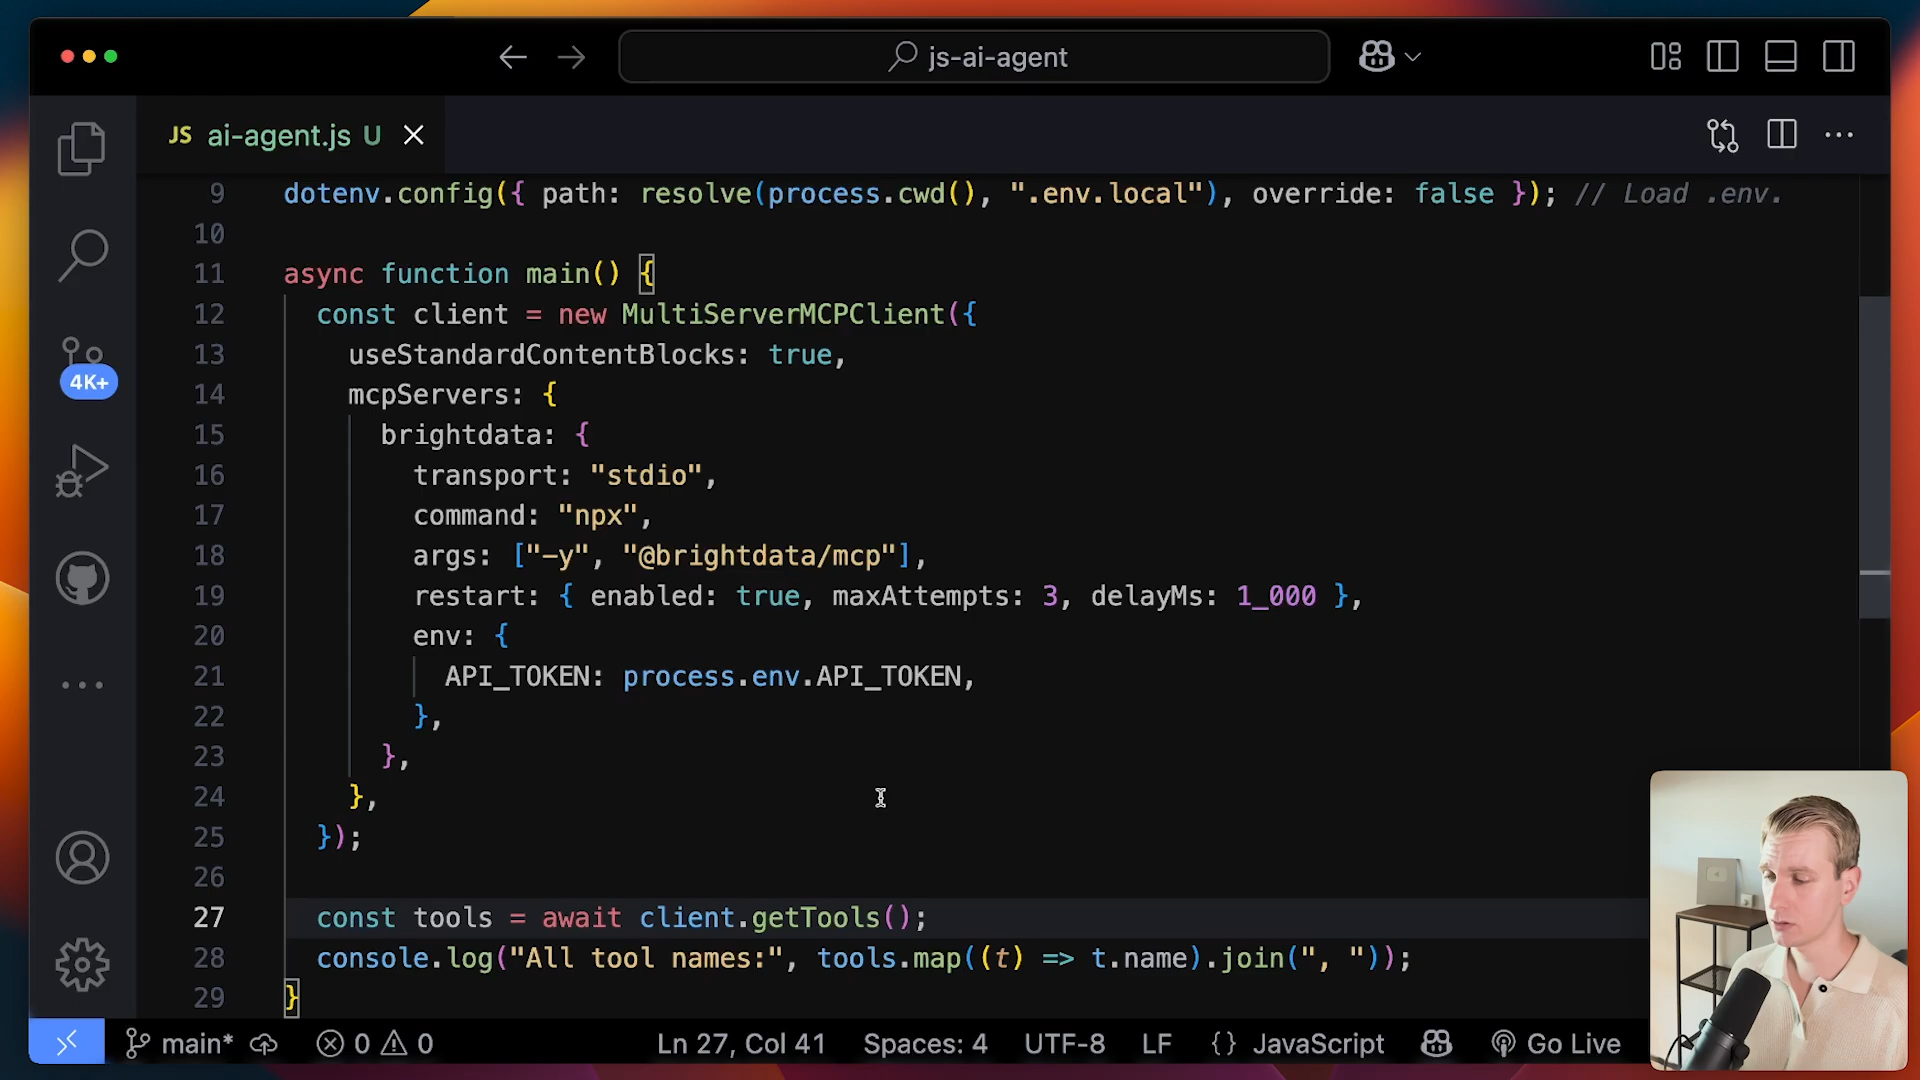 js-ai-agent
JS ai-agent.js U
9 dotenv.config({ path: resolve(process.cwd(), ".env.local"), override: false }); // Load .env.
10
11 async function main() {
12 const client = new MultiServerMCPClient({
13 useStandardContentBlocks: true,
14 mcpServers: {
15 brightdata: {
16 transport: "stdio",
17 command: "npx",
18 args: ["-y", "@brightdata/mcp"],
19 restart: { enabled: true, maxAttempts: 3, delayMs: 1_000 },
20 env: {
21 API_TOKEN: process.env.API_TOKEN,
22 },
23 },
24 },
25 });
26
27 const tools = await client.getTools();
28 console.log("All tool names:", tools.map((t) => t.name).join(", "));
29 }
4K+
main* 0 0 Ln 27, Col 41 Spaces: 4 UTF-8 LF {} JavaScript Go Live